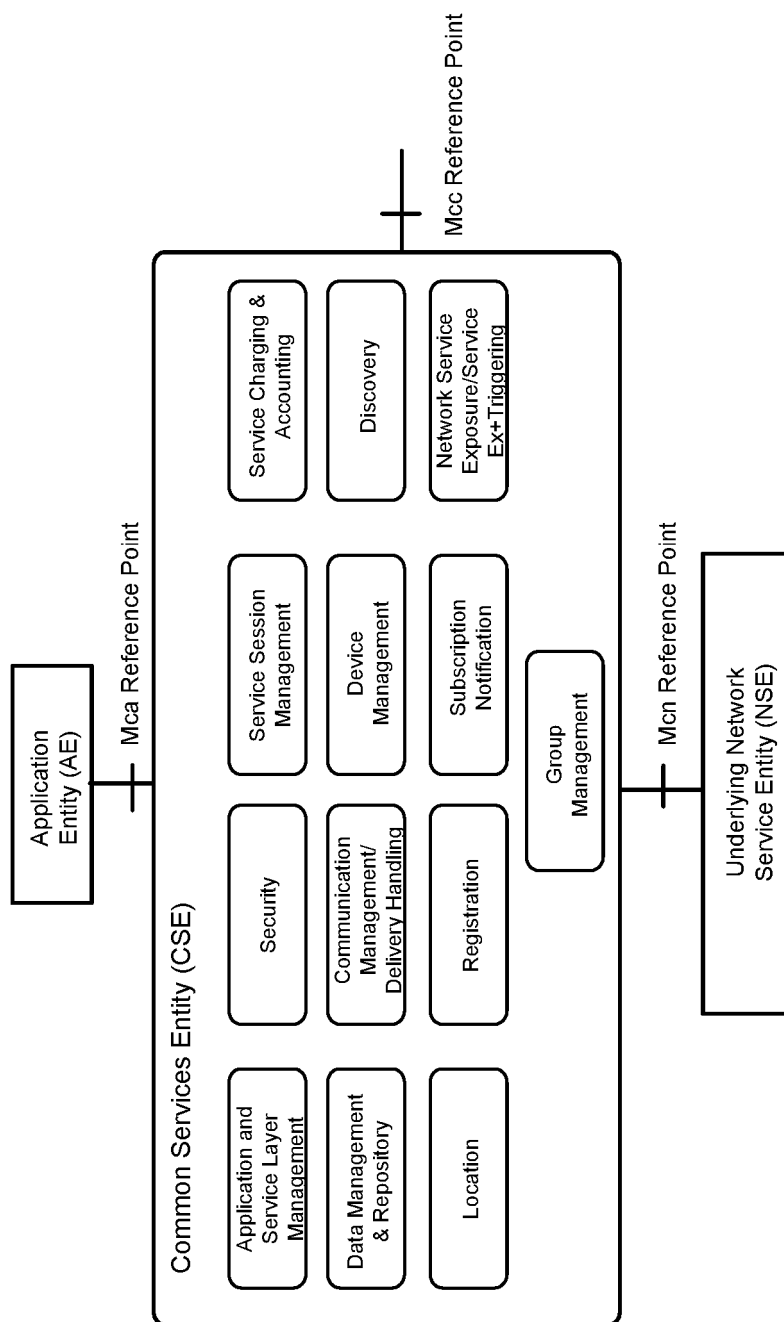 Application
Entity (AE)
Mca Reference Point
Common Services Entity (CSE)
Application and
Service Layer
Management
Security
Service Session
Management
Service Charging &
Accounting
Data Management
& Repository
Communication
Management/
Delivery Handling
Device
Management
Discovery
Location
Registration
Subscription
Notification
Network Service
Exposure/Service
Ex+Triggering
Group
Management
Mcc Reference Point
Mcn Reference Point
Underlying Network
Service Entity (NSE)